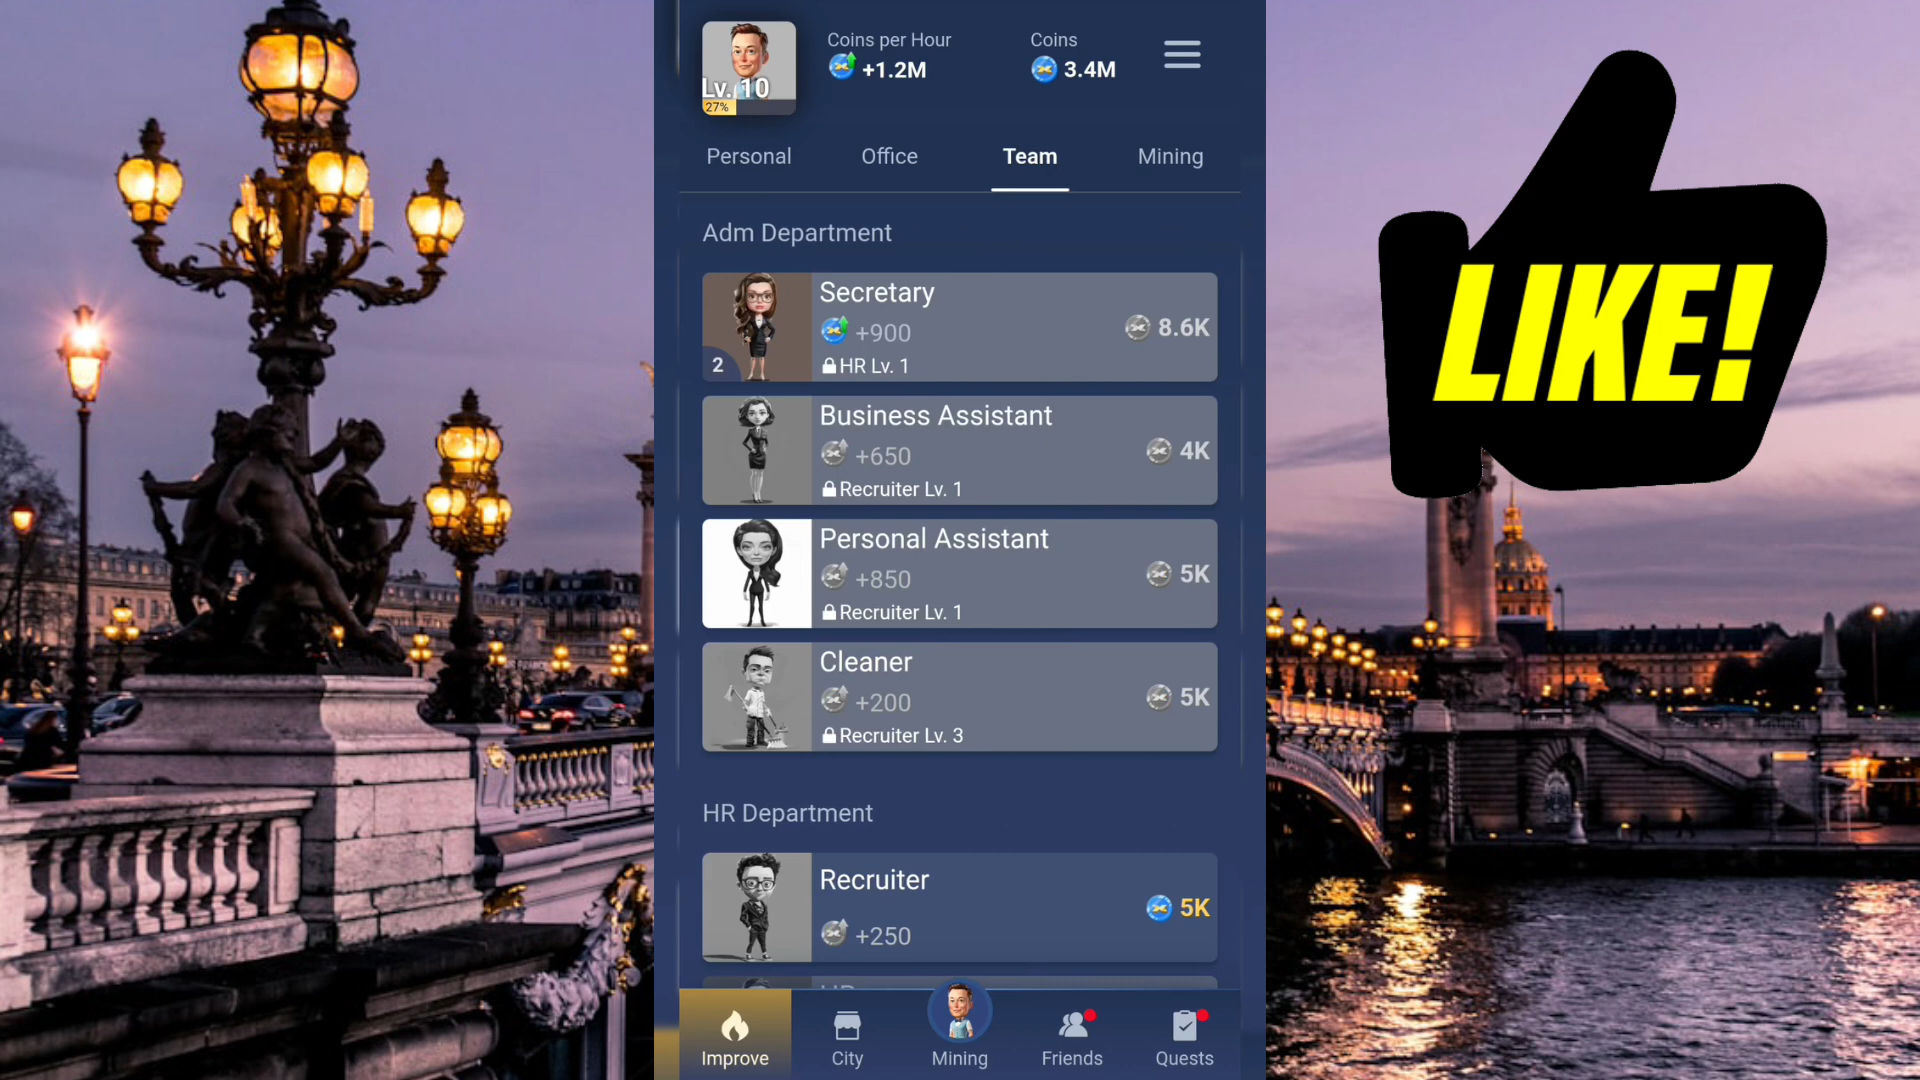 Lv. 10
27%
Coins per Hour
+1.2M
Coins
3.4M
Personal
Office
Team
Mining
Adm Department
Secretary
+900
8.6K
HR Lv. 1
2
Business Assistant
+650
4K
Recruiter Lv. 1
Personal Assistant
+850
5K
Recruiter Lv. 1
Cleaner
+200
5K
Recruiter Lv. 3
HR Department
Recruiter
+250
5K
Improve
City
Mining
Friends
Quests
LIKE!